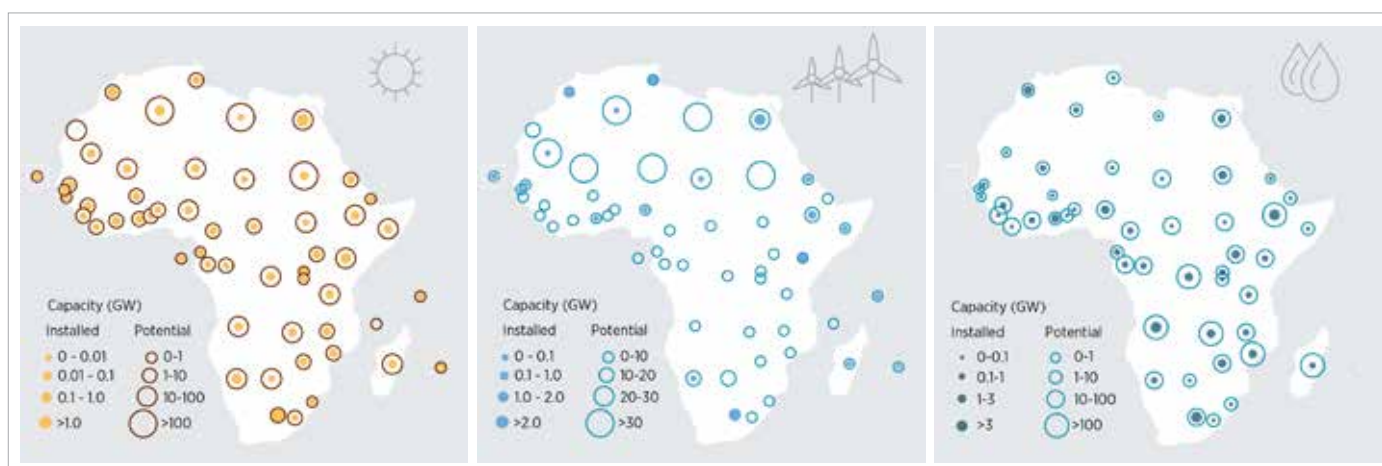 Capacity (GW)
Installed Potential
0 - 0.01 0-1
0.01 - 0.1 1-10
0.1 - 1.0 10-100
>1.0 >100
Capacity (GW)
Installed Potential
0 - 0.1 0-10
0.1 - 1.0 10-20
1.0 - 2.0 20-30
>2.0 >30
Capacity (GW)
Installed Potential
0-0.1 0-1
0.1-1 1-10
1-3 10-100
>3 >100